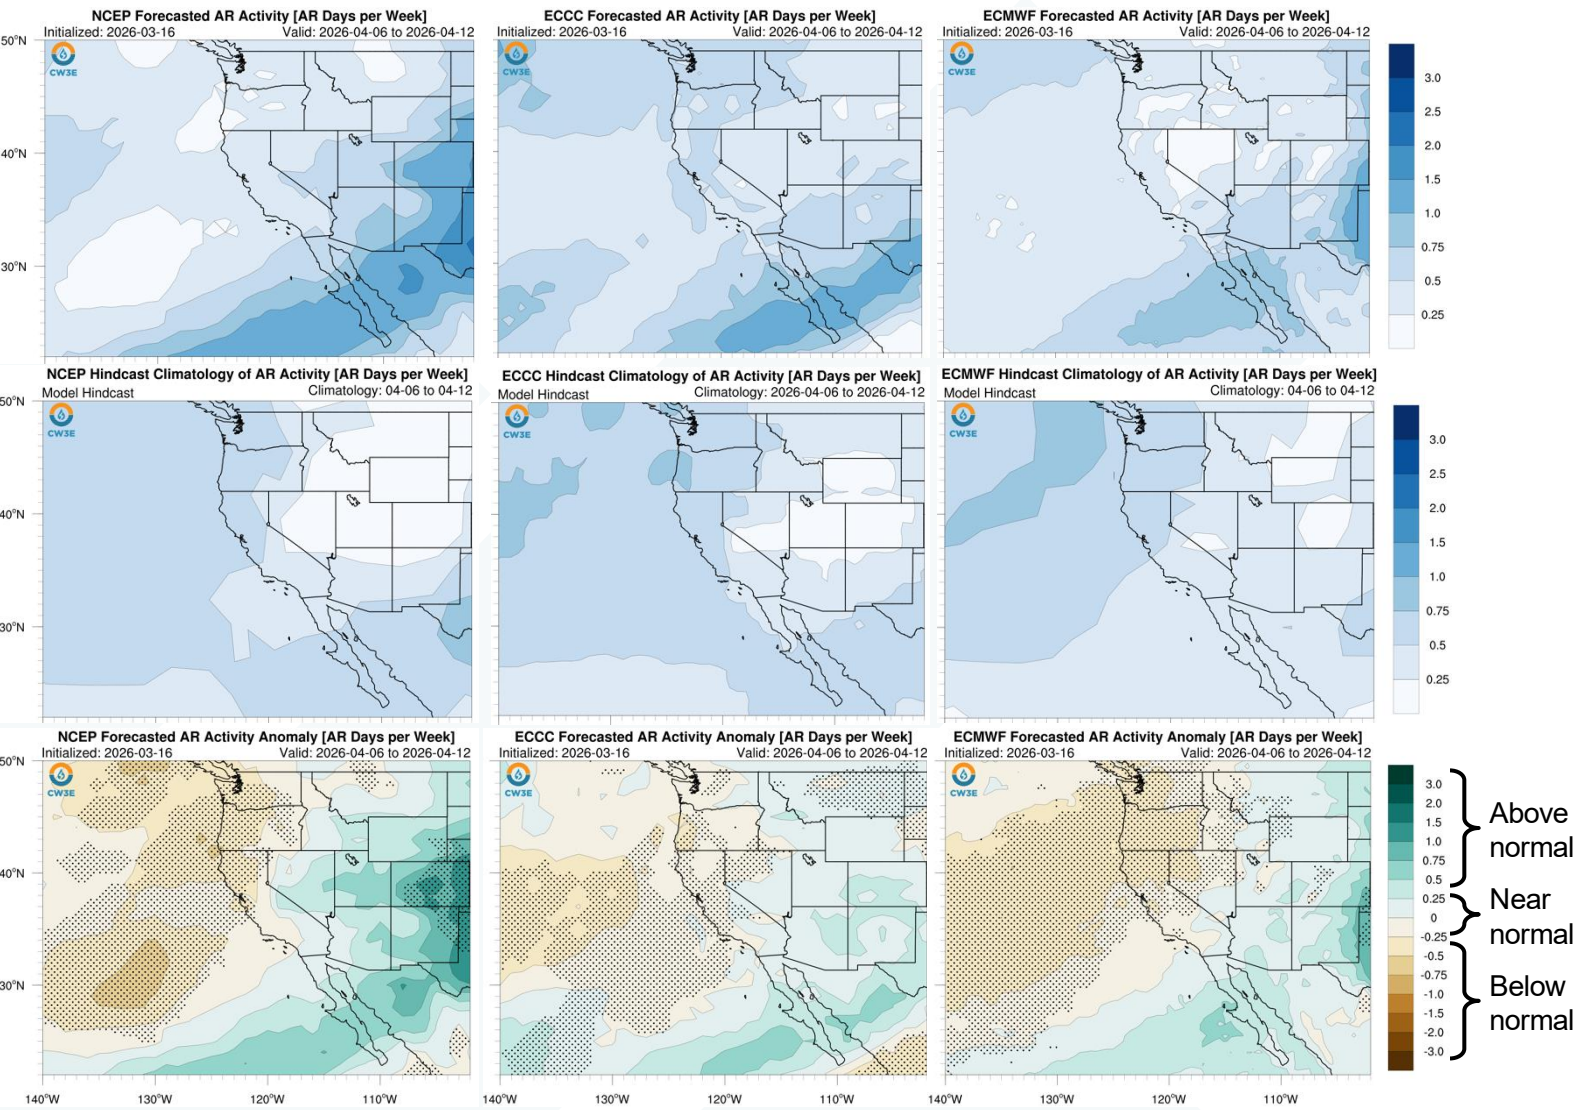 NCEP Forecasted AR Activity [AR Days per Week]
Initialized: 2026-03-16 Valid: 2026-04-06 to 2026-04-12
ECCC Forecasted AR Activity [AR Days per Week]
Initialized: 2026-03-16 Valid: 2026-04-06 to 2026-04-12
ECMWF Forecasted AR Activity [AR Days per Week]
Initialized: 2026-03-16 Valid: 2026-04-06 to 2026-04-12
50°N
40°N
30°N
CW3E
CW3E
CW3E
3.0
2.5
2.0
1.5
1.0
0.75
0.5
0.25
NCEP Hindcast Climatology of AR Activity [AR Days per Week]
Model Hindcast Climatology: 04-06 to 04-12
ECCC Hindcast Climatology of AR Activity [AR Days per Week]
Model Hindcast Climatology: 2026-04-06 to 2026-04-12
ECMWF Hindcast Climatology of AR Activity [AR Days per Week]
Model Hindcast Climatology: 04-06 to 04-12
50°N
40°N
30°N
CW3E
CW3E
CW3E
3.0
2.5
2.0
1.5
1.0
0.75
0.5
0.25
NCEP Forecasted AR Activity Anomaly [AR Days per Week]
Initialized: 2026-03-16 Valid: 2026-04-06 to 2026-04-12
ECCC Forecasted AR Activity Anomaly [AR Days per Week]
Initialized: 2026-03-16 Valid: 2026-04-06 to 2026-04-12
ECMWF Forecasted AR Activity Anomaly [AR Days per Week]
Initialized: 2026-03-16 Valid: 2026-04-06 to 2026-04-12
50°N
40°N
30°N
CW3E
CW3E
CW3E
140°W 130°W 120°W 110°W
140°W 130°W 120°W 110°W
140°W 130°W 120°W 110°W
3.0
2.0
1.5
1.0
0.75
0.5
0.25
0
-0.25
-0.5
-0.75
-1.0
-1.5
-2.0
-3.0
Above
normal
Near
normal
Below
normal